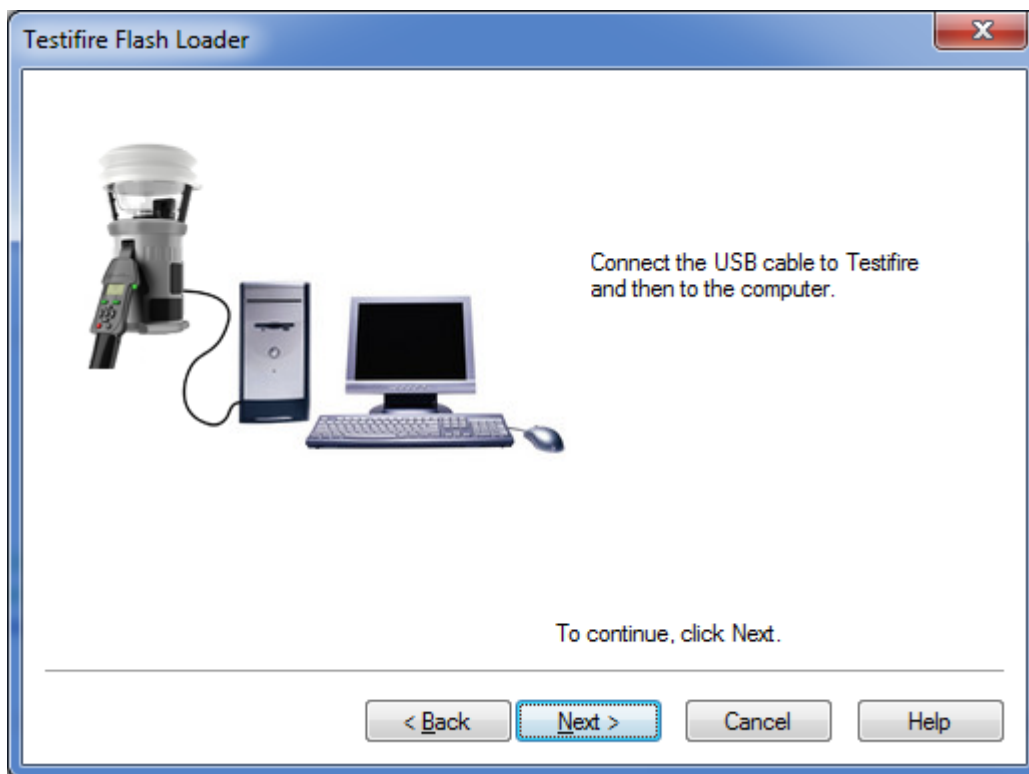 Testifire Flash Loader
Connect the USB cable to Testifire
and then to the computer.
To continue, click Next.
< Back
Next >
Cancel
Help